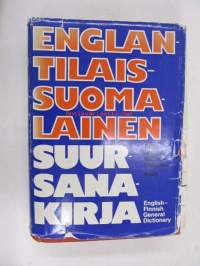 ENGLAN-
TILAIS-
SUOMA-
LAINEN
SUUR-
SANA-
KIRJA
English-
Finnish
General
Dictionary